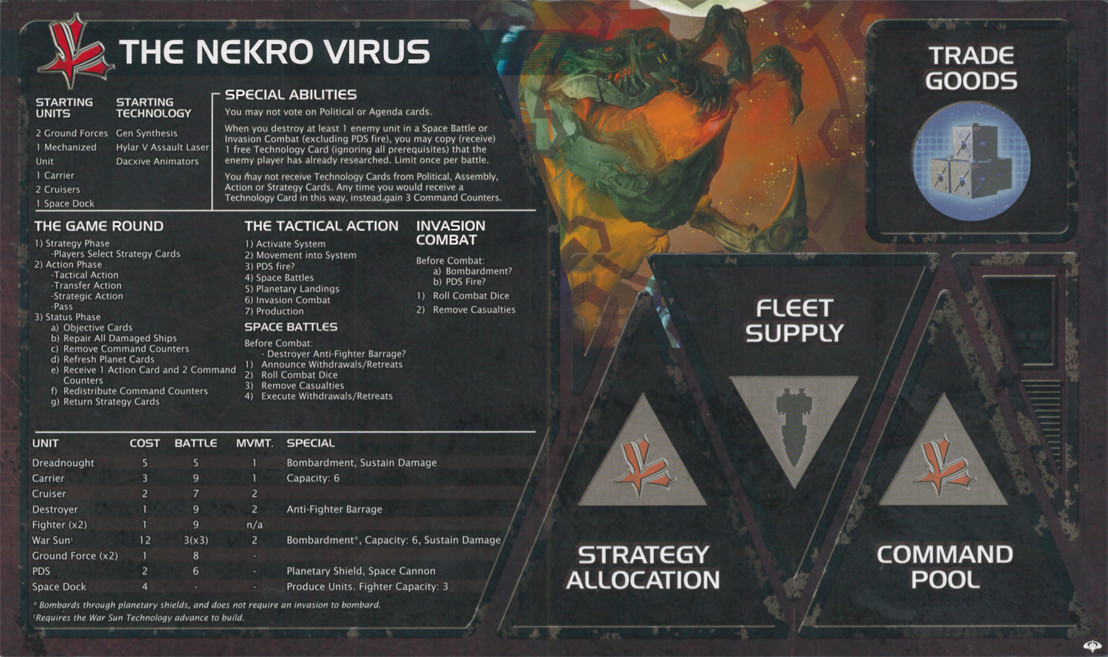 THE NEKRO VIRUS
STARTING
UNITS
2 Ground Forces
1 Mechanized
Unit
1 Carrier
2 Cruisers
1 Space Dock
STARTING
TECHNOLOGY
Gen Synthesis
Hylar V Assault Laser
Dacxive Animators
SPECIAL ABILITIES
You may not vote on Political or Agenda cards.
When you destroy at least 1 enemy unit in a Space Battle or
Invasion Combat (excluding PDS fire), you may copy (receive)
1 free Technology Card (ignoring all prerequisites) that the
enemy player has already researched. Limit once per battle.
You may not receive Technology Cards from Political, Assembly,
Action or Strategy Cards. Any time you would receive a
Technology Card in this way, instead.gain 3 Command Counters.
THE GAME ROUND
1) Strategy Phase
-Players Select Strategy Cards
2) Action Phase
-Tactical Action
-Transfer Action
-Strategic Action
-Pass
3) Status Phase
a) Objective Cards
b) Repair All Damaged Ships
c) Remove Command Counters
d) Refresh Planet Cards
e) Receive 1 Action Card and 2 Command
Counters
f) Redistribute Command Counters
g) Return Strategy Cards
THE TACTICAL ACTION
1) Activate System
2) Movement into System
3) PDS fire?
4) Space Battles
5) Planetary Landings
6) Invasion Combat
7) Production
SPACE BATTLES
Before Combat:
- Destroyer Anti-Fighter Barrage?
1) Announce Withdrawals/Retreats
2) Roll Combat Dice
3) Remove Casualties
4) Execute Withdrawals/Retreats
INVASION
COMBAT
Before Combat:
a) Bombardment?
b) PDS Fire?
1) Roll Combat Dice
2) Remove Casualties
UNIT COST BATTLE MVMT. SPECIAL
Dreadnought 5 5 1 Bombardment, Sustain Damage
Carrier 3 9 1 Capacity: 6
Cruiser 2 7 2
Destroyer 1 9 2 Anti-Fighter Barrage
Fighter (x2) 1 9 n/a
War Sun¹ 12 3(x3) 2 Bombardment*, Capacity: 6, Sustain Damage
Ground Force (x2) 1 8 -
PDS 2 6 - Planetary Shield, Space Cannon
Space Dock 4 - - Produce Units. Fighter Capacity: 3
* Bombards through planetary shields, and does not require an invasion to bombard.
¹Requires the War Sun Technology advance to build.
TRADE
GOODS
FLEET
SUPPLY
STRATEGY
ALLOCATION
COMMAND
POOL